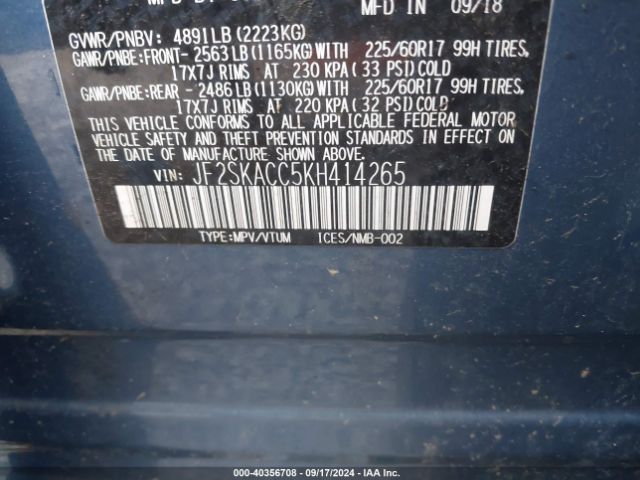 MFD IN 09/18
GVWR/PNBV: 4891LB (2223KG)
GAWR/PNBE:FRONT- 2563LB(1165KG)WITH 225/60R17 99H TIRES,
17X7J RIMS AT 230 KPA(33 PSI)COLD
GAWR/PNBE:REAR - 2486LB(1130KG)WITH 225/60R17 99H TIRES,
17X7J RIMS AT 220 KPA(32 PSI)COLD
THIS VEHICLE CONFORMS TO ALL APPLICABLE FEDERAL MOTOR
VEHICLE SAFETY AND THEFT PREVENTION STANDARDS IN EFFECT
ON THE DATE OF MANUFACTURE SHOWN ABOVE.
VIN: JF2SKACC5KH414265
TYPE:MPV/VTUM ICES/NMB-002
000-40356708 - 09/17/2024 - IAA Inc.